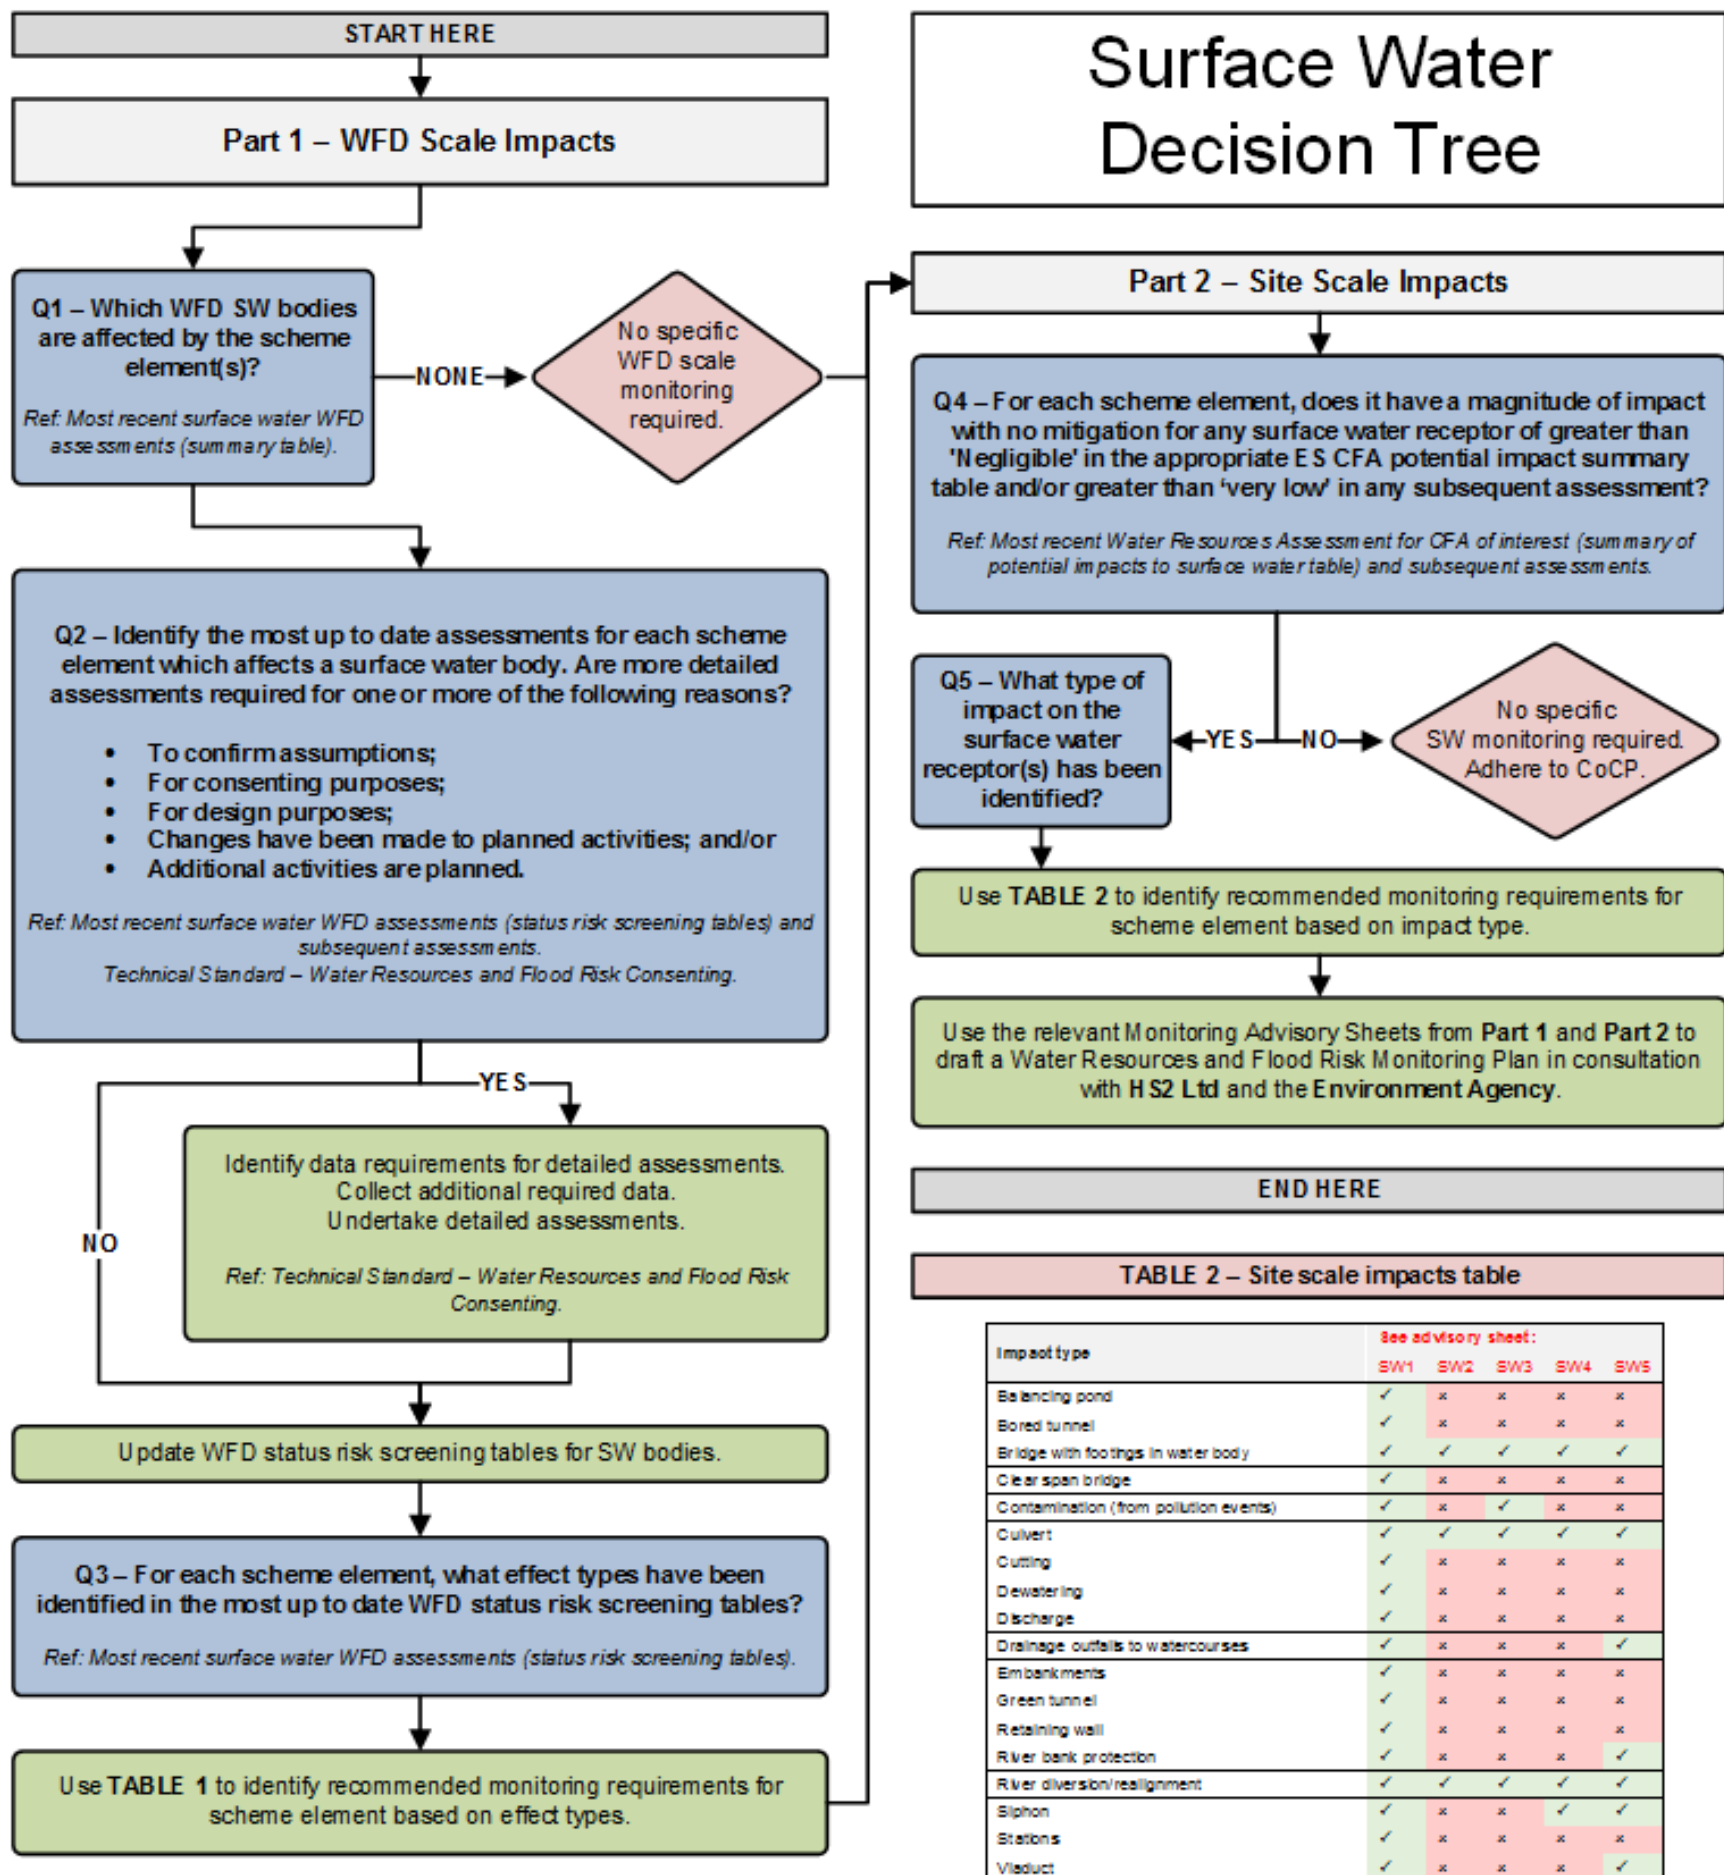 START HERE
Part 1 – WFD Scale Impacts
Q1 – Which WFD SW bodies
are affected by the scheme
element(s)?
Ref: Most recent surface water WFD
assessments (summary table).
NONE
No specific
WFD scale
monitoring
required.
Q2 – Identify the most up to date assessments for each scheme
element which affects a surface water body. Are more detailed
assessments required for one or more of the following reasons?
• To confirm assumptions;
• For consenting purposes;
• For design purposes;
• Changes have been made to planned activities; and/or
• Additional activities are planned.
Ref: Most recent surface water WFD assessments (status risk screening tables) and
subsequent assessments.
Technical Standard – Water Resources and Flood Risk Consenting.
YES
NO
Identify data requirements for detailed assessments.
Collect additional required data.
Undertake detailed assessments.
Ref: Technical Standard – Water Resources and Flood Risk
Consenting.
Update WFD status risk screening tables for SW bodies.
Q3 – For each scheme element, what effect types have been
identified in the most up to date WFD status risk screening tables?
Ref: Most recent surface water WFD assessments (status risk screening tables).
Use TABLE 1 to identify recommended monitoring requirements for
scheme element based on effect types.
Surface Water
Decision Tree
Part 2 – Site Scale Impacts
Q4 – For each scheme element, does it have a magnitude of impact
with no mitigation for any surface water receptor of greater than
'Negligible' in the appropriate ES CFA potential impact summary
table and/or greater than ‘very low’ in any subsequent assessment?
Ref: Most recent Water Resources Assessment for CFA of interest (summary of
potential impacts to surface water table) and subsequent assessments.
Q5 – What type of
impact on the
surface water
receptor(s) has been
identified?
YES
NO
No specific
SW monitoring required.
Adhere to CoCP.
Use TABLE 2 to identify recommended monitoring requirements for
scheme element based on impact type.
Use the relevant Monitoring Advisory Sheets from Part 1 and Part 2 to
draft a Water Resources and Flood Risk Monitoring Plan in consultation
with HS2 Ltd and the Environment Agency.
END HERE
TABLE 2 – Site scale impacts table
Impact type See advisory sheet:
SW1 SW2 SW3 SW4 SW5
Balancing pond ✓ × × × ×
Bored tunnel ✓ × × × ×
Bridge with footings in water body ✓ ✓ ✓ ✓ ✓
Clear span bridge ✓ × × × ×
Contamination (from pollution events) ✓ × ✓ × ×
Culvert ✓ ✓ ✓ ✓ ✓
Cutting ✓ × × × ×
Dewatering ✓ × × × ×
Discharge ✓ × × × ×
Drainage outfalls to watercourses ✓ × × × ✓
Embankments ✓ × × × ×
Green tunnel ✓ × × × ×
Retaining wall ✓ × × × ×
River bank protection ✓ × × × ✓
River diversion/realignment ✓ ✓ ✓ ✓ ✓
Siphon ✓ × × ✓ ✓
Stations ✓ × × × ×
Viaduct ✓ × × × ✓